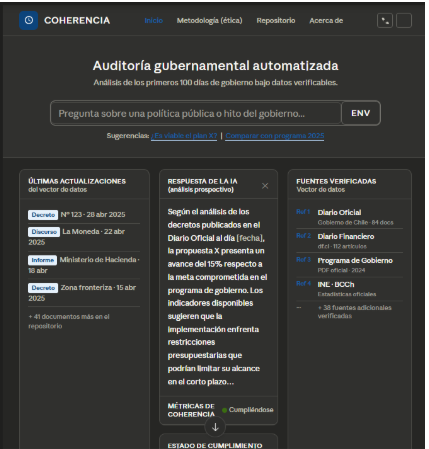 COHERENCIA
Inicio
Metodología (ética)
Repositorio
Acerca de
Auditoría gubernamental automatizada
Análisis de los primeros 100 días de gobierno bajo datos verificables.
Pregunta sobre una política pública o hito del gobierno...
ENV
Sugerencias: ¿Es viable el plan X? | Comparar con programa 2025
ÚLTIMAS ACTUALIZACIONES
del vector de datos
Decreto Nº 123 · 28 abr 2025
Discurso La Moneda · 22 abr
2025
Informe Ministerio de Hacienda ·
18 abr
Decreto Zona fronteriza · 15 abr
2025
+ 41 documentos más en el
repositorio
RESPUESTA DE LA IA
(análisis prospectivo)
Según el análisis de los
decretos publicados en el
Diario Oficial al día [fecha],
la propuesta X presenta un
avance del 15% respecto a
la meta comprometida en el
programa de gobierno. Los
indicadores disponibles
sugieren que la
implementación enfrenta
restricciones
presupuestarias que
podrían limitar su alcance
en el corto plazo...
MÉTRICAS DE
COHERENCIA
Cumpliéndose
ESTADO DE CUMPLIMIENTO
FUENTES VERIFICADAS
Vector de datos
Ref 1 Diario Oficial
Gobierno de Chile · 84 docs
Ref 2 Diario Financiero
df.cl · 112 artículos
Ref 3 Programa de Gobierno
PDF oficial · 2024
Ref 4 INE · BCCh
Estadísticas oficiales
— + 38 fuentes adicionales
verificadas